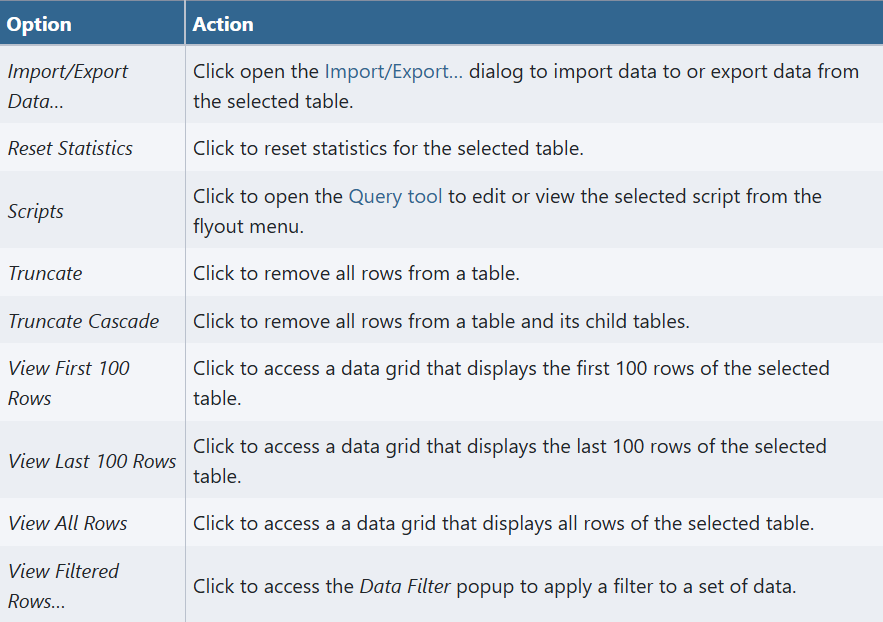 Option Action
Import/Export
Data...
Click open the Import/Export... dialog to import data to or export data from
the selected table.
Reset Statistics Click to reset statistics for the selected table.
Scripts
Click to open the Query tool to edit or view the selected script from the
flyout menu.
Truncate Click to remove all rows from a table.
Truncate Cascade Click to remove all rows from a table and its child tables.
View First 100
Rows
Click to access a data grid that displays the first 100 rows of the selected
table.
View Last 100 Rows
Click to access a data grid that displays the last 100 rows of the selected
table.
View All Rows Click to access a a data grid that displays all rows of the selected table.
View Filtered
Rows...
Click to access the Data Filter popup to apply a filter to a set of data.